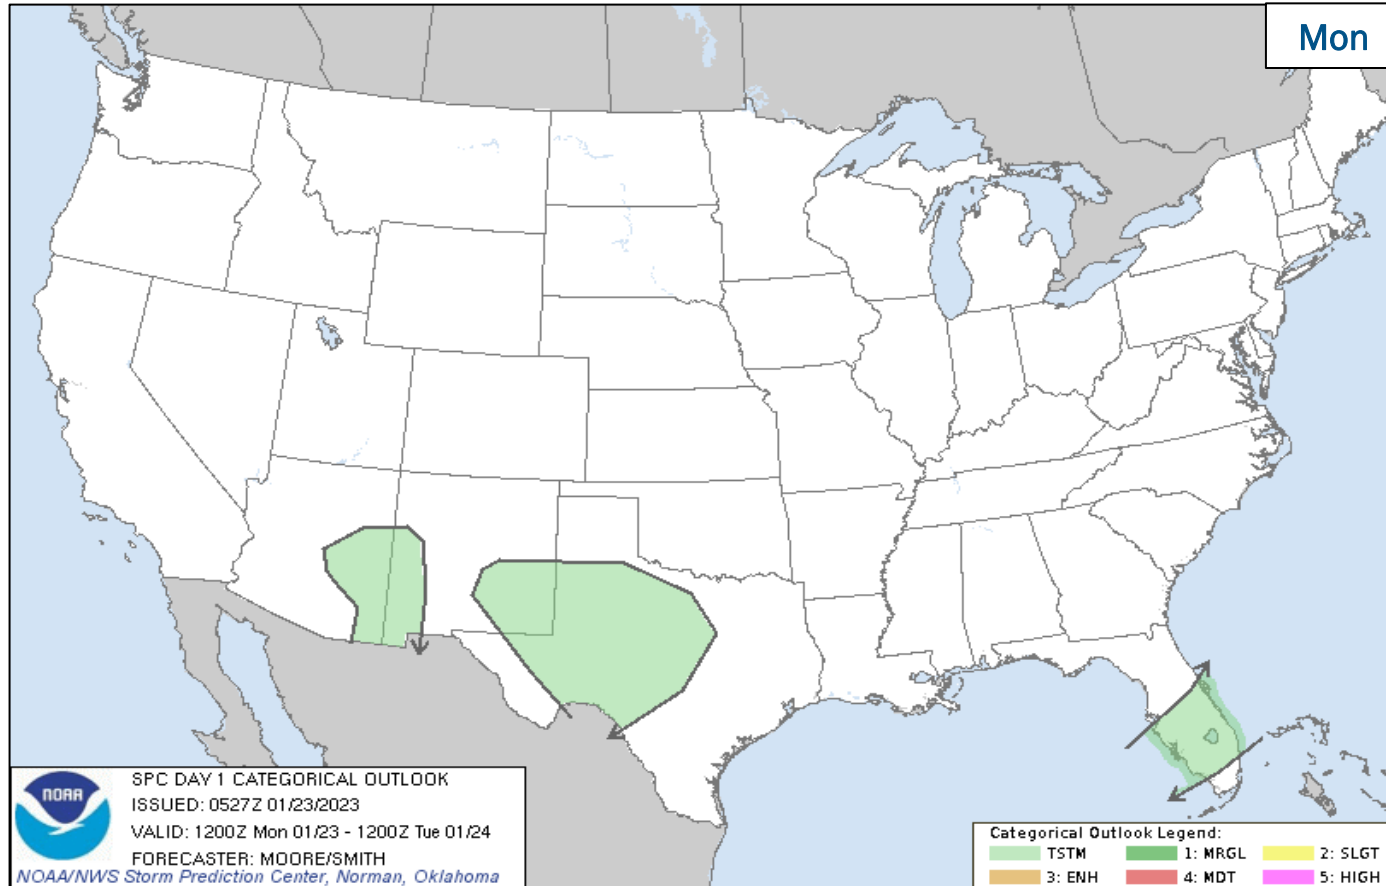 Mon
NOAA
SPC DAY 1 CATEGORICAL OUTLOOK
ISSUED: 0527Z 01/23/2023
VALID: 1200Z Mon 01/23 - 1200Z Tue 01/24
FORECASTER: MOORE/SMITH
NOAA/NWS Storm Prediction Center, Norman, Oklahoma
Categorical Outlook Legend:
TSTM 1: MRGL 2: SLGT
3: ENH 4: MDT 5: HIGH